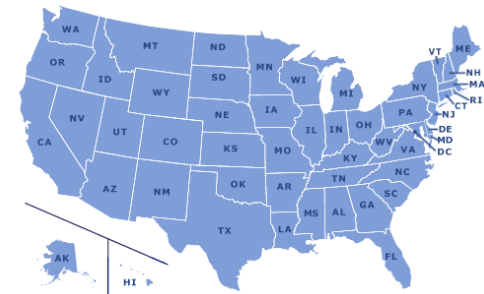 WA
MT
ND
MN
VT
ME
OR
ID
SD
WI
MI
NY
NH
MA
RI
CT
WY
NE
IA
PA
NJ
NV
UT
CO
KS
IL
IN
OH
DE
MD
DC
CA
MO
KY
WV
VA
AZ
NM
OK
AR
TN
NC
SC
TX
LA
MS
AL
GA
FL
AK
HI